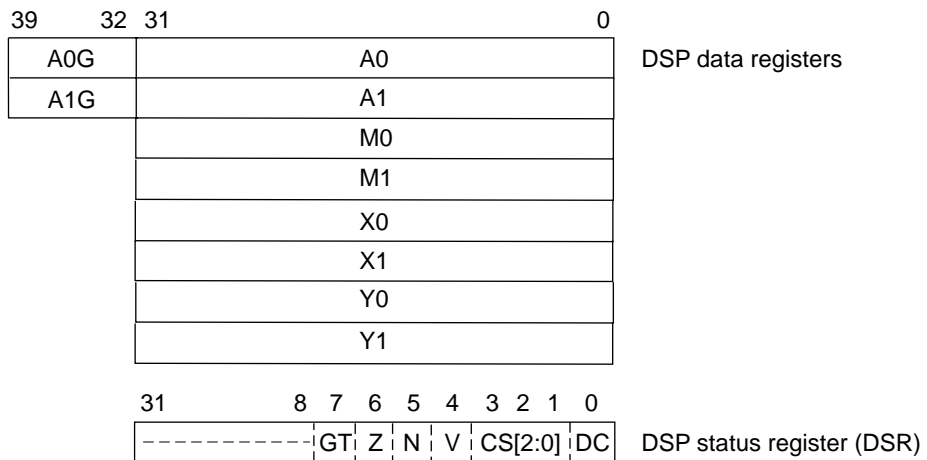 39 32 31 0
A0G A0 DSP data registers
A1G A1
M0
M1
X0
X1
Y0
Y1
31 8 7 6 5 4 3 2 1 0
GT Z N V CS[2:0] DC DSP status register (DSR)